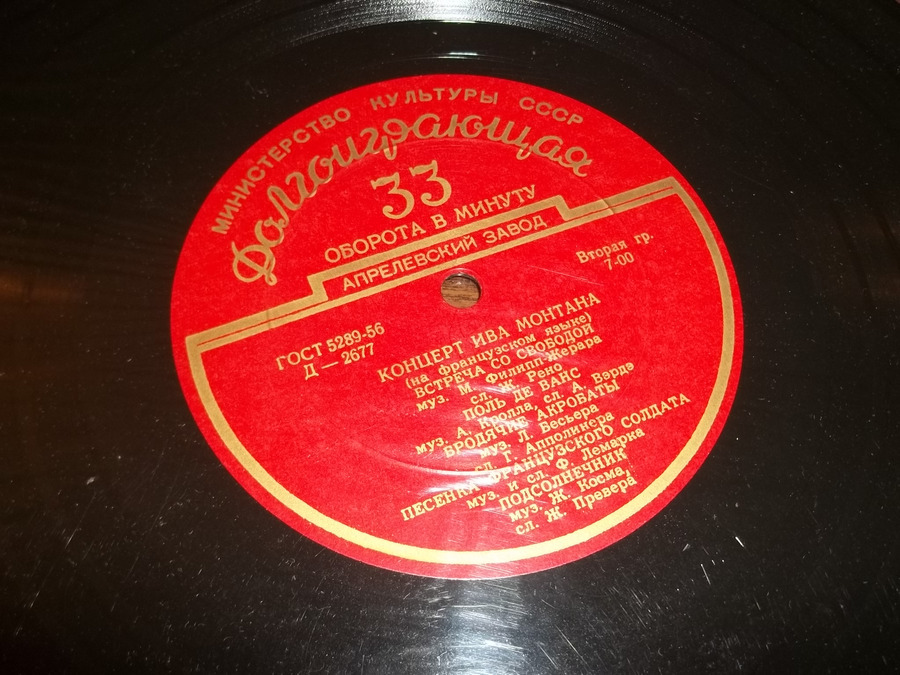 МИНИСТЕРСТВО КУЛЬТУРЫ СССР
Долгоиграющая
33
ОБОРОТА В МИНУТУ
АПРЕЛЕВСКИЙ ЗАВОД
Вторая гр.
7-00
ГОСТ 5289-56
Д — 2677
КОНЦЕРТ ИВА МОНТАНА
(на французском языке)
ВСТРЕЧА СО СВОБОДОЙ
муз. М. Филипп-Жерара
сл. Ж. Рено
ПОЛЬ ДЕ ВАНС
муз. А. Кролла, сл. А. Вэрдэ
БРОДЯЧИЕ АКРОБАТЫ
муз. Л. Бесьера
сл. Г. Апполинера
ПЕСЕНКА ФРАНЦУЗСКОГО СОЛДАТА
муз. и сл. Ф. Лемарка
ПОДСОЛНЕЧНИК
муз. Ж. Косма,
сл. Ж. Превера